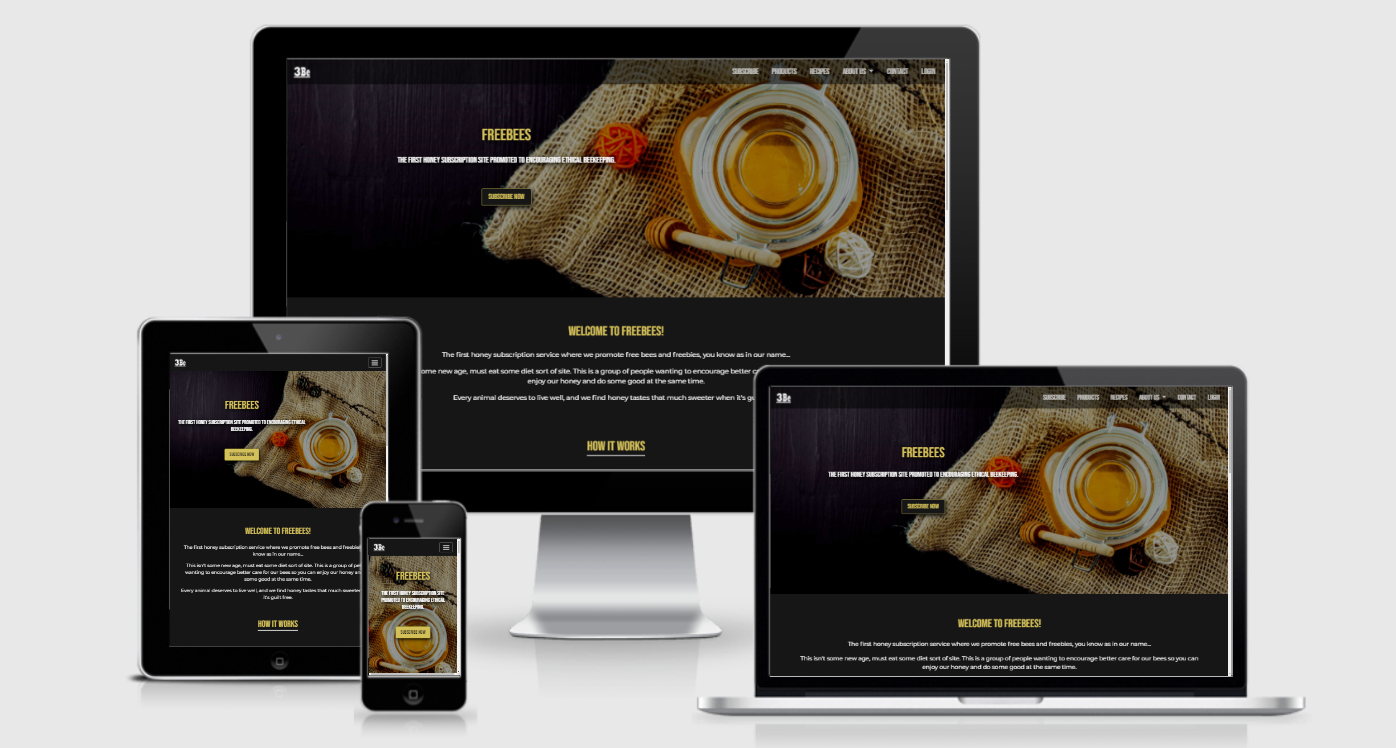 3Be
SUBSCRIBE PRODUCTS RECIPES ABOUT US CONTACT LOGIN
FREEBEES
THE FIRST HONEY SUBSCRIPTION SITE PROMOTED TO ENCOURAGING ETHICAL BEEKEEPING.
SUBSCRIBE NOW
WELCOME TO FREEBEES!
The first honey subscription service where we promote free bees and freebies, you know as in our name...
ome new age, must eat some diet sort of site. This is a group of people wanting to encourage better c
enjoy our honey and do some good at the same time.
Every animal deserves to live well, and we find honey tastes that much sweeter when it's gu
HOW IT WORKS
3Be
FREEBEES
THE FIRST HONEY SUBSCRIPTION SITE PROMOTED TO ENCOURAGING ETHICAL
BEEKEEPING.
SUBSCRIBE NOW
WELCOME TO FREEBEES!
The first honey subscription service where we promote free bees and freebie
know as in our name...
This isn't some new age, must eat some diet sort of site. This is a group of pe
wanting to encourage better care for our bees so you can enjoy our honey an
some good at the same time.
Every animal deserves to live well, and we find honey tastes that much sweeter
it's guilt free.
HOW IT WORKS
3Be
FREEBEES
THE FIRST HONEY SUBSCRIPTION SITE
PROMOTED TO ENCOURAGING ETHICAL
BEEKEEPING.
SUBSCRIBE NOW
3Be
SUBSCRIBE PRODUCTS RECIPES ABOUT US CONTACT LOGIN
FREEBEES
THE FIRST HONEY SUBSCRIPTION SITE PROMOTED TO ENCOURAGING ETHICAL BEEKEEPING.
SUBSCRIBE NOW
WELCOME TO FREEBEES!
The first honey subscription service where we promote free bees and freebies, you know as in our name...
This isn't some new age, must eat some diet sort of site. This is a group of people wanting to encourage better care for our bees so you can
enjoy our honey and do some good at the same time.